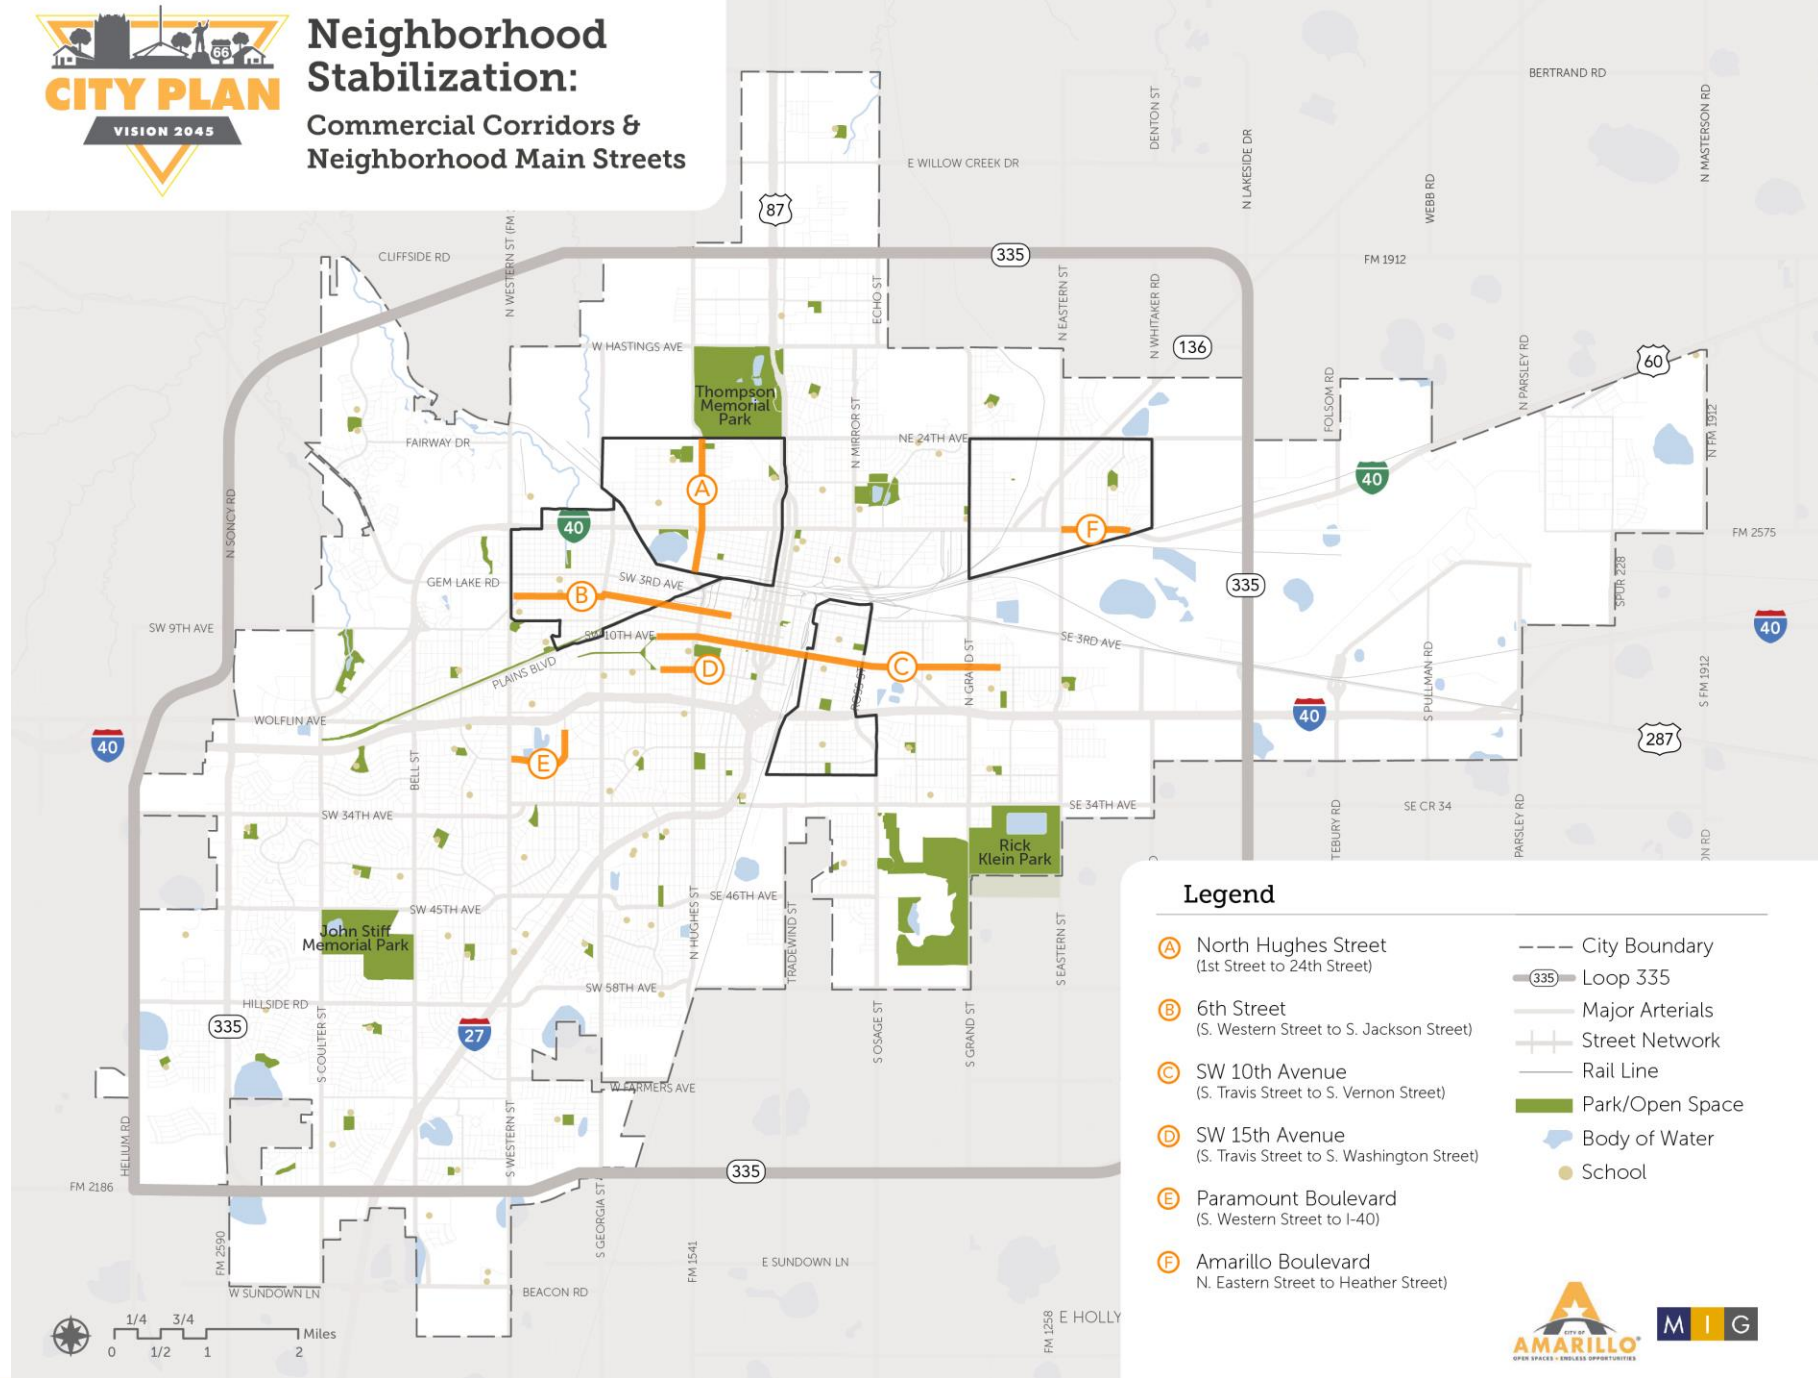 66
CITY PLAN
VISION 2045
Neighborhood
Stabilization:
Commercial Corridors &
Neighborhood Main Streets
BERTRAND RD
DENTON ST
N LAKESIDE DR
N MASTERSON RD
E WILLOW CREEK DR
WEBB RD
87
N WESTERN ST (FM
CLIFFSIDE RD
335
FM 1912
ECHO ST
N EASTERN ST
N WHITAKER RD
136
W HASTINGS AVE
N PARSLEY RD
60
FOLSOM RD
Thompson
Memorial
Park
N MIRROR ST
N FM 1912
FAIRWAY DR
NE 24TH AVE
A
40
N SONCY RD
40
F
FM 2575
GEM LAKE RD
SW 3RD AVE
B
335
SPUR 228
SW 9TH AVE
SW 10TH AVE
SE 3RD AVE
40
PLAINS BLVD
D
C
ROSS ST
N GRAND ST
S PULLMAN RD
S FM 1912
WOLFLIN AVE
40
40
287
BELL ST
E
SW 34TH AVE
SE 34TH AVE
SE CR 34
TEBURY RD
PARSLEY RD
ON RD
Rick
Klein Park
SW 45TH AVE
SE 46TH AVE
N HUGHES ST
TRADEWIND ST
S EASTERN ST
John Stiff
Memorial Park
SW 58TH AVE
HILLSIDE RD
335
27
S COULTER ST
S OSAGE ST
S GRAND ST
W FARMERS AVE
HELIUM RD
S WESTERN ST
335
FM 2186
S GEORGIA ST
FM 2590
FM 1541
E SUNDOWN LN
W SUNDOWN LN
BEACON RD
FM 1258
E HOLLY
1/4 3/4
Miles
0 1/2 1 2
Legend
A North Hughes Street
(1st Street to 24th Street)
B 6th Street
(S. Western Street to S. Jackson Street)
C SW 10th Avenue
(S. Travis Street to S. Vernon Street)
D SW 15th Avenue
(S. Travis Street to S. Washington Street)
E Paramount Boulevard
(S. Western Street to I-40)
F Amarillo Boulevard
N. Eastern Street to Heather Street)
City Boundary
335 Loop 335
Major Arterials
Street Network
Rail Line
Park/Open Space
Body of Water
School
CITY OF
AMARILLO
OPEN SPACES • ENDLESS OPPORTUNITIES
M I G